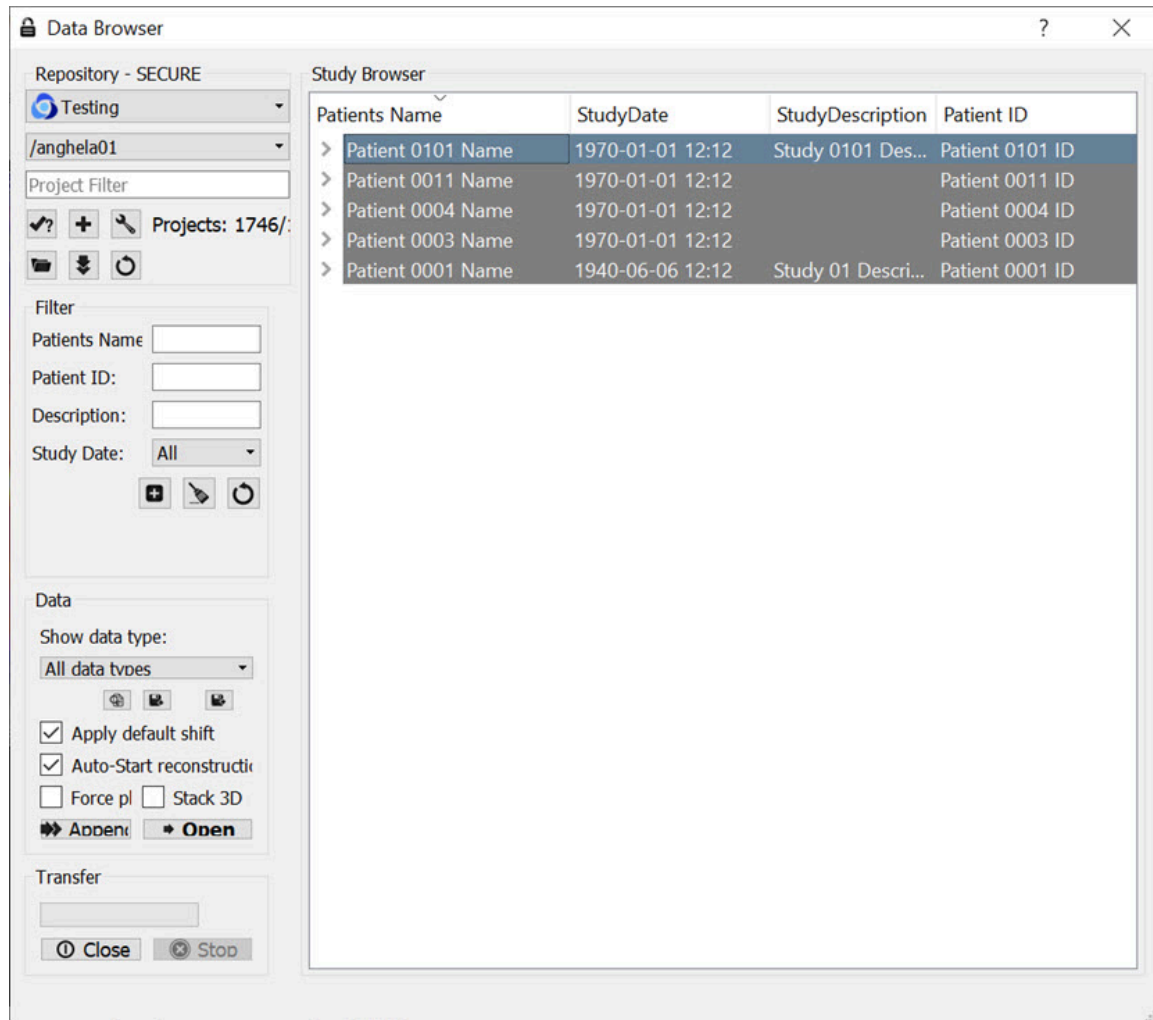 Data Browser
?
Repository - SECURE
Testing
/anghela01
Project Filter
Projects: 1746/
Filter
Patients Name
Patient ID:
Description:
Study Date:
All
Data
Show data type:
All data types
Apply default shift
Auto-Start reconstructi
Force pl
Stack 3D
Append
Open
Transfer
Close
Stop
Study Browser
Patients Name StudyDate StudyDescription Patient ID
Patient 0101 Name 1970-01-01 12:12 Study 0101 Des... Patient 0101 ID
Patient 0011 Name 1970-01-01 12:12 Patient 0011 ID
Patient 0004 Name 1970-01-01 12:12 Patient 0004 ID
Patient 0003 Name 1970-01-01 12:12 Patient 0003 ID
Patient 0001 Name 1940-06-06 12:12 Study 01 Descri... Patient 0001 ID